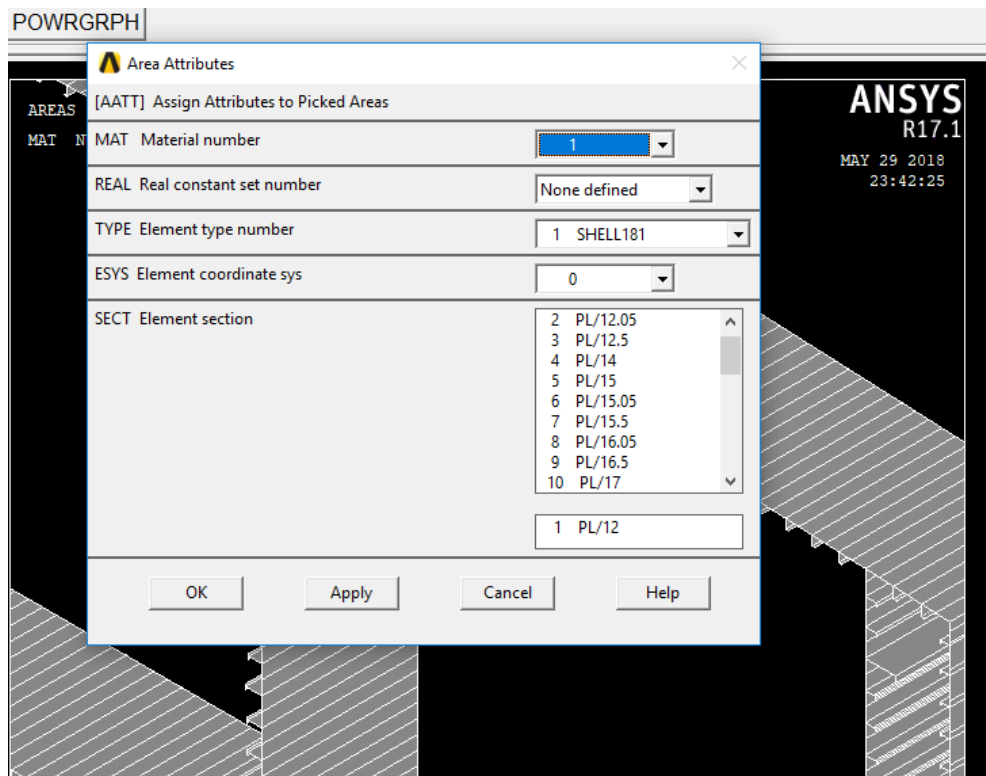 POWRGRPH
Area Attributes
[AATT] Assign Attributes to Picked Areas
AREAS
MAT N
MAT Material number
1
REAL Real constant set number
None defined
TYPE Element type number
1 SHELL181
ESYS Element coordinate sys
0
SECT Element section
2 PL/12.05
3 PL/12.5
4 PL/14
5 PL/15
6 PL/15.05
7 PL/15.5
8 PL/16.05
9 PL/16.5
10 PL/17
1 PL/12
OK
Apply
Cancel
Help
ANSYS
R17.1
MAY 29 2018
23:42:25